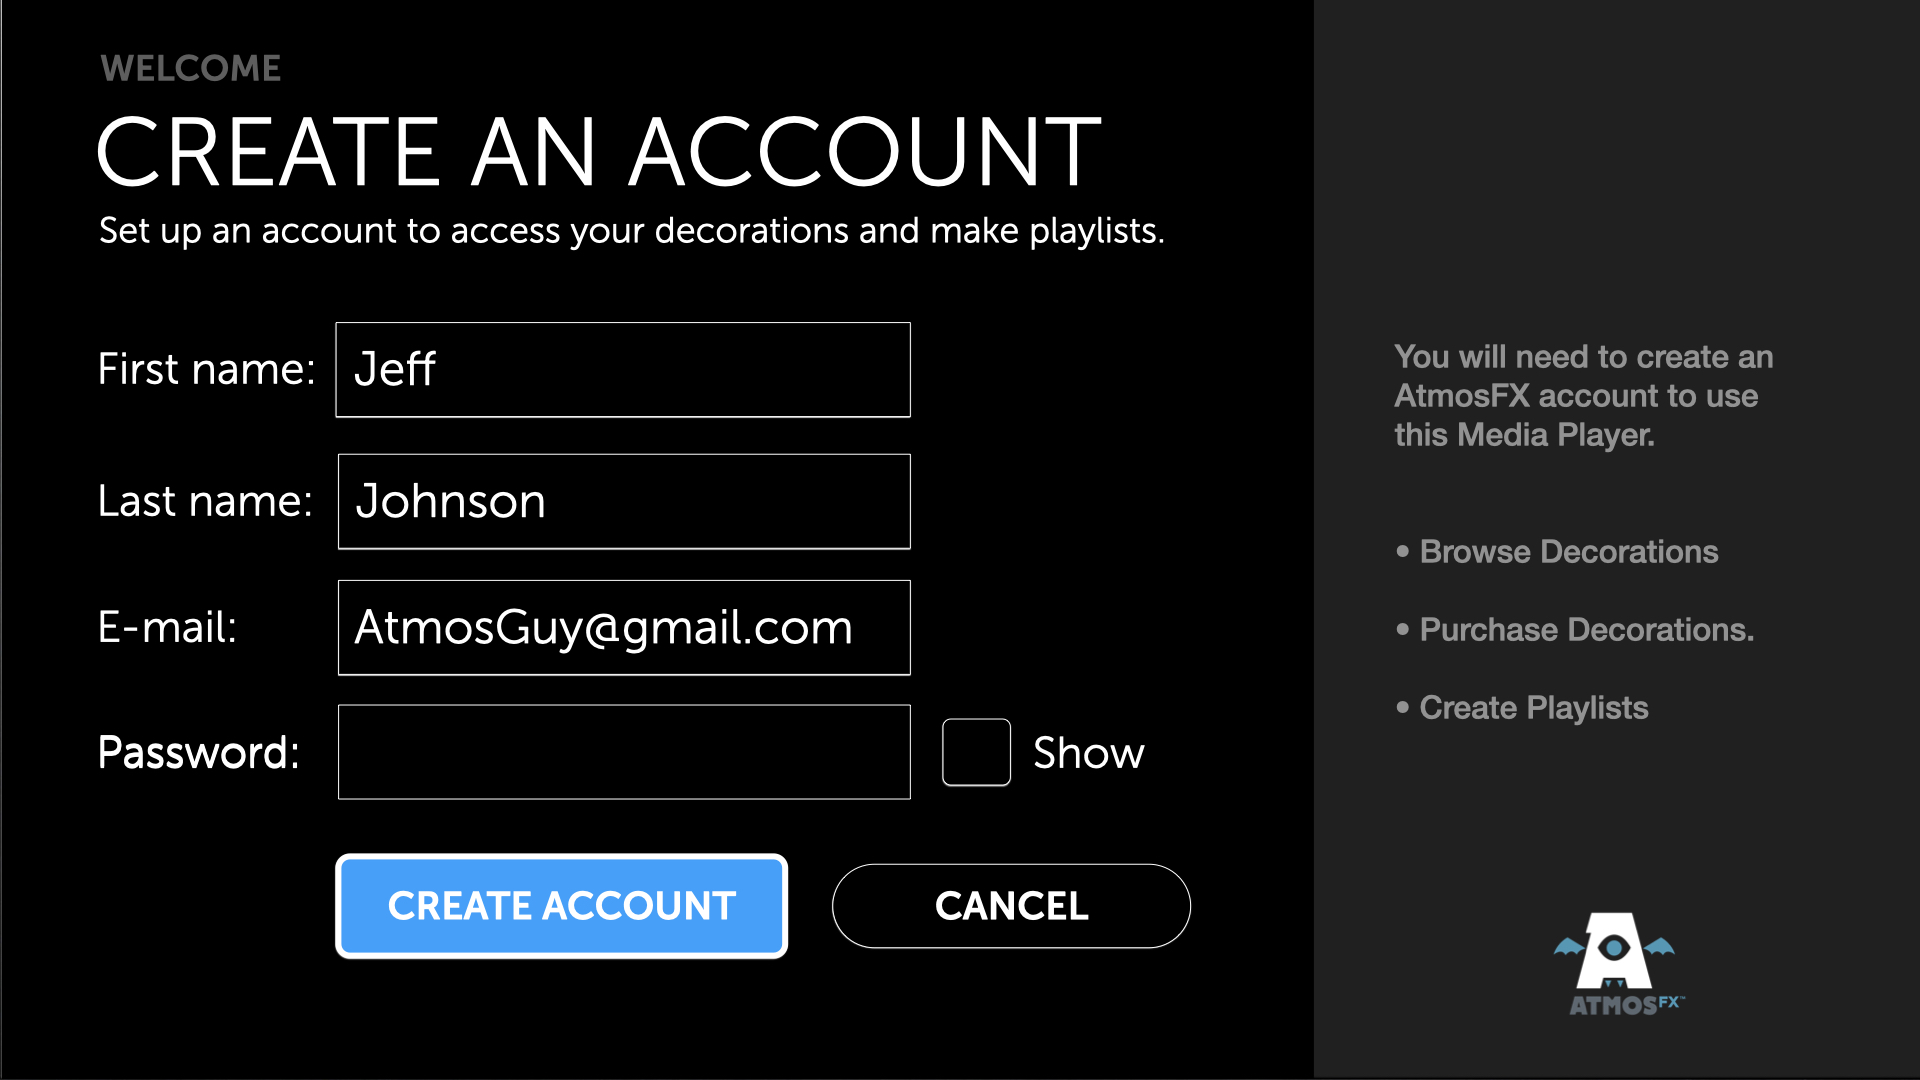 WELCOME
CREATE AN ACCOUNT
Set up an account to access your decorations and make playlists.
First name: Jeff
Last name: Johnson
E-mail: AtmosGuy@gmail.com
Password:
Show
CREATE ACCOUNT
CANCEL
You will need to create an
AtmosFX account to use
this Media Player.
• Browse Decorations
• Purchase Decorations.
• Create Playlists
ATMOSFX™